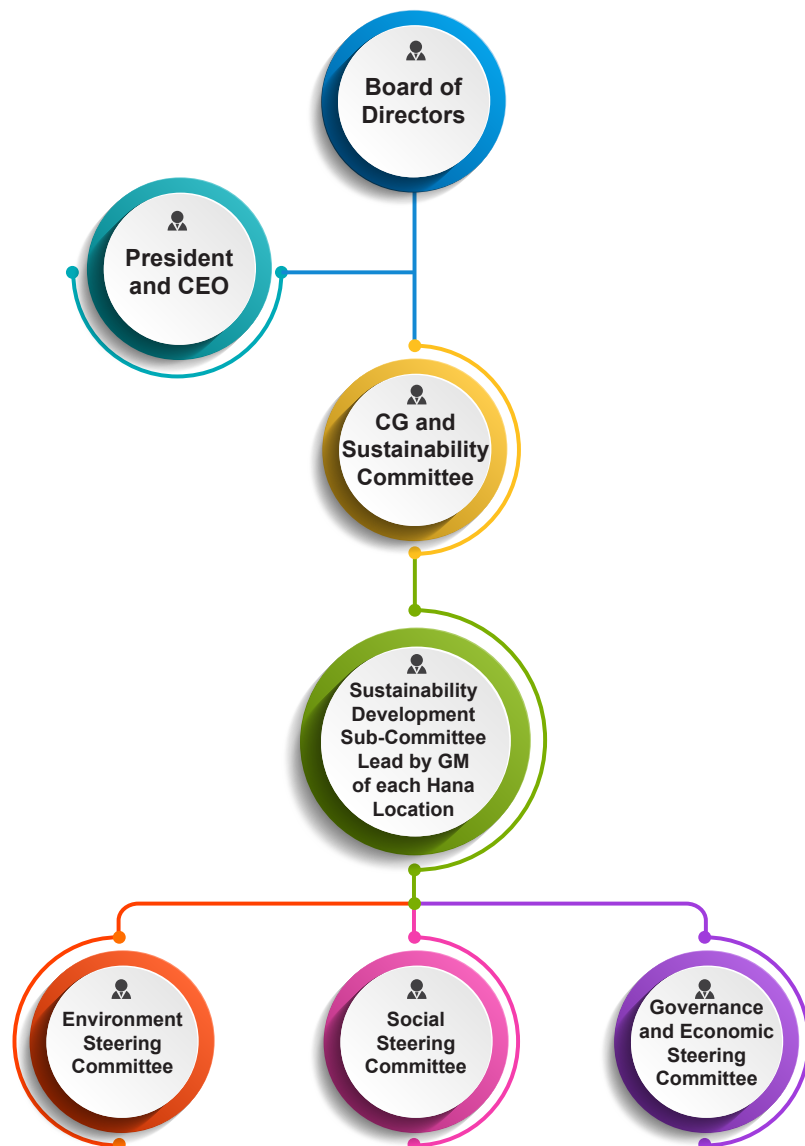 Board of
Directors
President
and CEO
CG and
Sustainability
Committee
Sustainability
Development
Sub-Committee
Lead by GM
of each Hana
Location
Environment
Steering
Committee
Social
Steering
Committee
Governance
and Economic
Steering
Committee